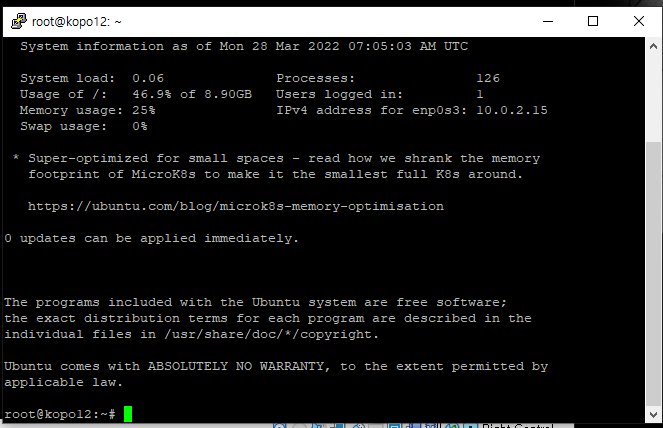 root@kopo12: ~
System information as of Mon 28 Mar 2022 07:05:03 AM UTC
System load:  0.06                Processes:               126
Usage of /:   46.9% of 8.90GB   Users logged in:         1
Memory usage: 25%               IPv4 address for enp0s3: 10.0.2.15
Swap usage:   0%
* Super-optimized for small spaces - read how we shrank the memory
footprint of MicroK8s to make it the smallest full K8s around.
https://ubuntu.com/blog/microk8s-memory-optimisation
0 updates can be applied immediately.
The programs included with the Ubuntu system are free software;
the exact distribution terms for each program are described in the
individual files in /usr/share/doc/*/copyright.
Ubuntu comes with ABSOLUTELY NO WARRANTY, to the extent permitted by
applicable law.
root@kopo12:~#
Right Control